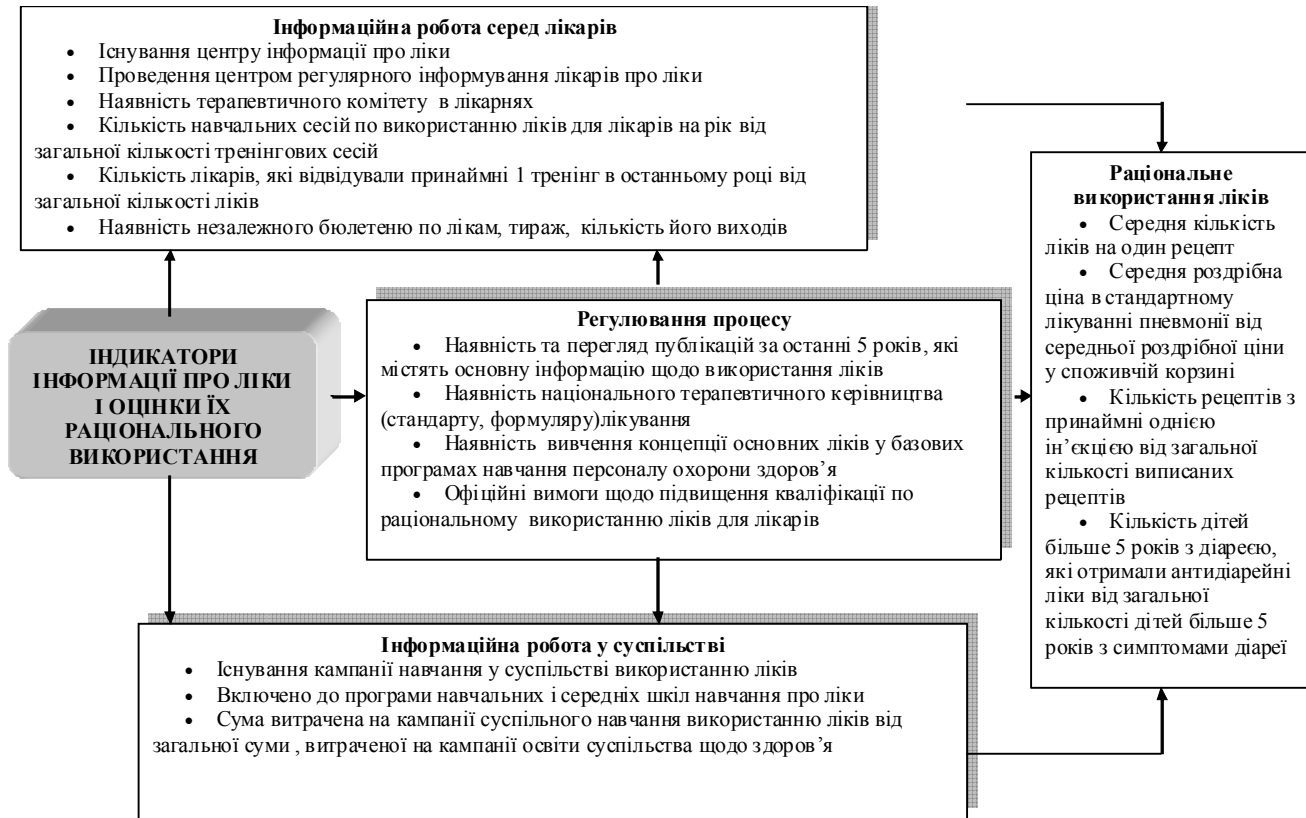 Інформаційна робота серед лікарів
• Існування центру інформації про ліки
• Проведення центром регулярного інформування лікарів про ліки
• Наявність терапевтичного комітету в лікарнях
• Кількість навчальних сесій по використанню ліків для лікарів на рік від
загальної кількості тренінгових сесій
• Кількість лікарів, які відвідували принаймні 1 тренінг в останньому році від
загальної кількості ліків
• Наявність незалежного бюлетеню по лікам, тираж, кількість його виходів
ІНДИКАТОРИ
ІНФОРМАЦІЇ ПРО ЛІКИ
І ОЦІНКИ ЇХ
РАЦІОНАЛЬНОГО
ВИКОРИСТАННЯ
Регулювання процесу
• Наявність та перегляд публікацій за останні 5 років, які
містять основну інформацію щодо використання ліків
• Наявність національного терапевтичного керівництва
(стандарту, формуляру)лікування
• Наявність вивчення концепції основних ліків у базових
програмах навчання персоналу охорони здоров’я
• Офіційні вимоги щодо підвищення кваліфікації по
раціональному використанню ліків для лікарів
Інформаційна робота у суспільстві
• Існування кампанії навчання у суспільстві використанню ліків
• Включено до програми навчальних і середніх шкіл навчання про ліки
• Сума витрачена на кампанії суспільного навчання використанню ліків від
загальної суми , витраченої на кампанії освіти суспільства щодо здоров’я
Раціональне
використання ліків
• Середня кількість
ліків на один рецепт
• Середня роздрібна
ціна в стандартному
лікуванні пневмонії від
середньої роздрібної ціни
у споживчій корзині
• Кількість рецептів з
принаймні однією
ін’єкцією від загальної
кількості виписаних
рецептів
• Кількість дітей
більше 5 років з діареєю,
які отримали антидіарейні
ліки від загальної
кількості дітей більше 5
років з симптомами діареї